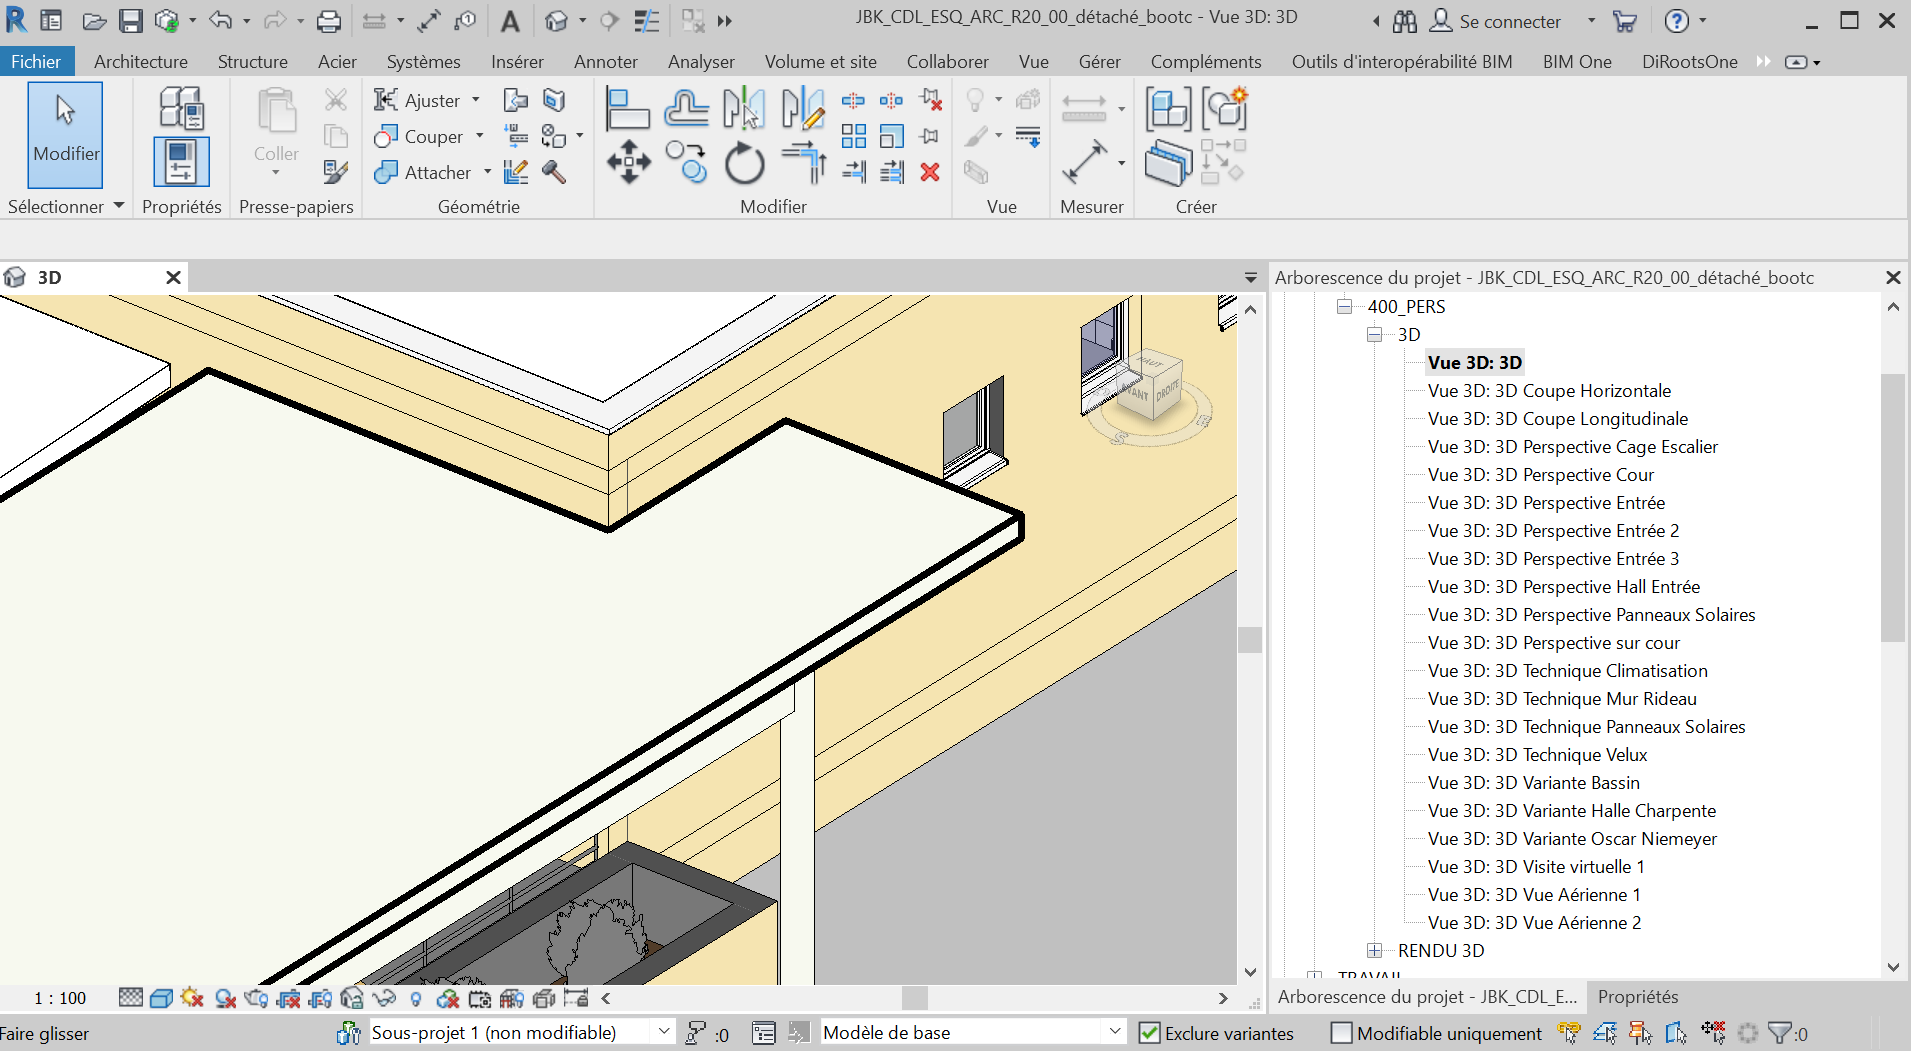 JBK_CDL_ESQ_ARC_R20_00_détaché_bootc - Vue 3D: 3D
Se connecter
Fichier Architecture Structure Acier Systèmes Insérer Annoter Analyser Volume et site Collaborer Vue Gérer Compléments Outils d'interopérabilité BIM BIM One DiRootsOne
Modifier
Coller
Ajuster
Couper
Attacher
Sélectionner Propriétés Presse-papiers Géométrie Modifier Vue Mesurer Créer
3D
Arborescence du projet - JBK_CDL_ESQ_ARC_R20_00_détaché_bootc
HAUT
AVANT
DROITE
S
400_PERS
3D
Vue 3D: 3D
Vue 3D: 3D Coupe Horizontale
Vue 3D: 3D Coupe Longitudinale
Vue 3D: 3D Perspective Cage Escalier
Vue 3D: 3D Perspective Cour
Vue 3D: 3D Perspective Entrée
Vue 3D: 3D Perspective Entrée 2
Vue 3D: 3D Perspective Entrée 3
Vue 3D: 3D Perspective Hall Entrée
Vue 3D: 3D Perspective Panneaux Solaires
Vue 3D: 3D Perspective sur cour
Vue 3D: 3D Technique Climatisation
Vue 3D: 3D Technique Mur Rideau
Vue 3D: 3D Technique Panneaux Solaires
Vue 3D: 3D Technique Velux
Vue 3D: 3D Variante Bassin
Vue 3D: 3D Variante Halle Charpente
Vue 3D: 3D Variante Oscar Niemeyer
Vue 3D: 3D Visite virtuelle 1
Vue 3D: 3D Vue Aérienne 1
Vue 3D: 3D Vue Aérienne 2
RENDU 3D
TRAVAIL
1 : 100
Arborescence du projet - JBK_CDL_E... Propriétés
Faire glisser
Sous-projet 1 (non modifiable)
:0
Modèle de base
Exclure variantes
Modifiable uniquement
:0